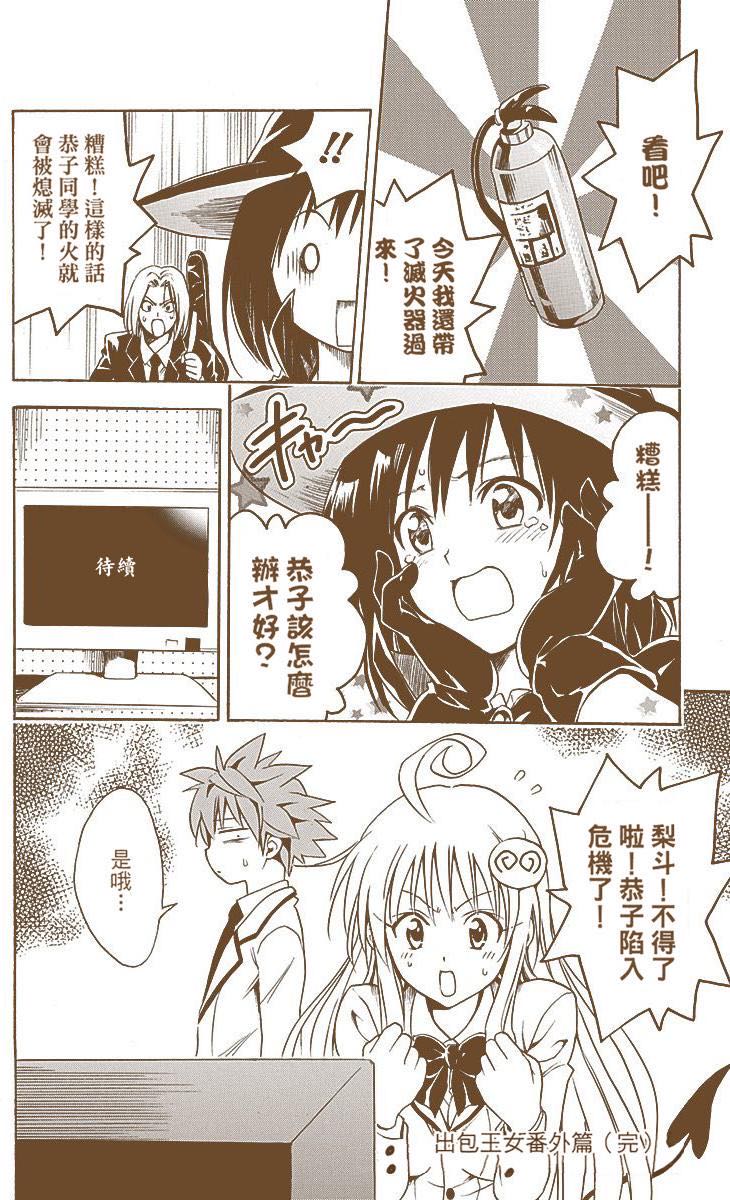 看吧！
今天我還帶
了滅火器過
來！
!!
糟糕！這樣的話
恭子同學的火就
會被熄滅了！
糟糕——！
キャ〜〜
恭子該怎麼
辦才好？
待續
梨斗！不得了
啦！恭子陷入
危機了！
是哦…
出包王女番外篇（完）